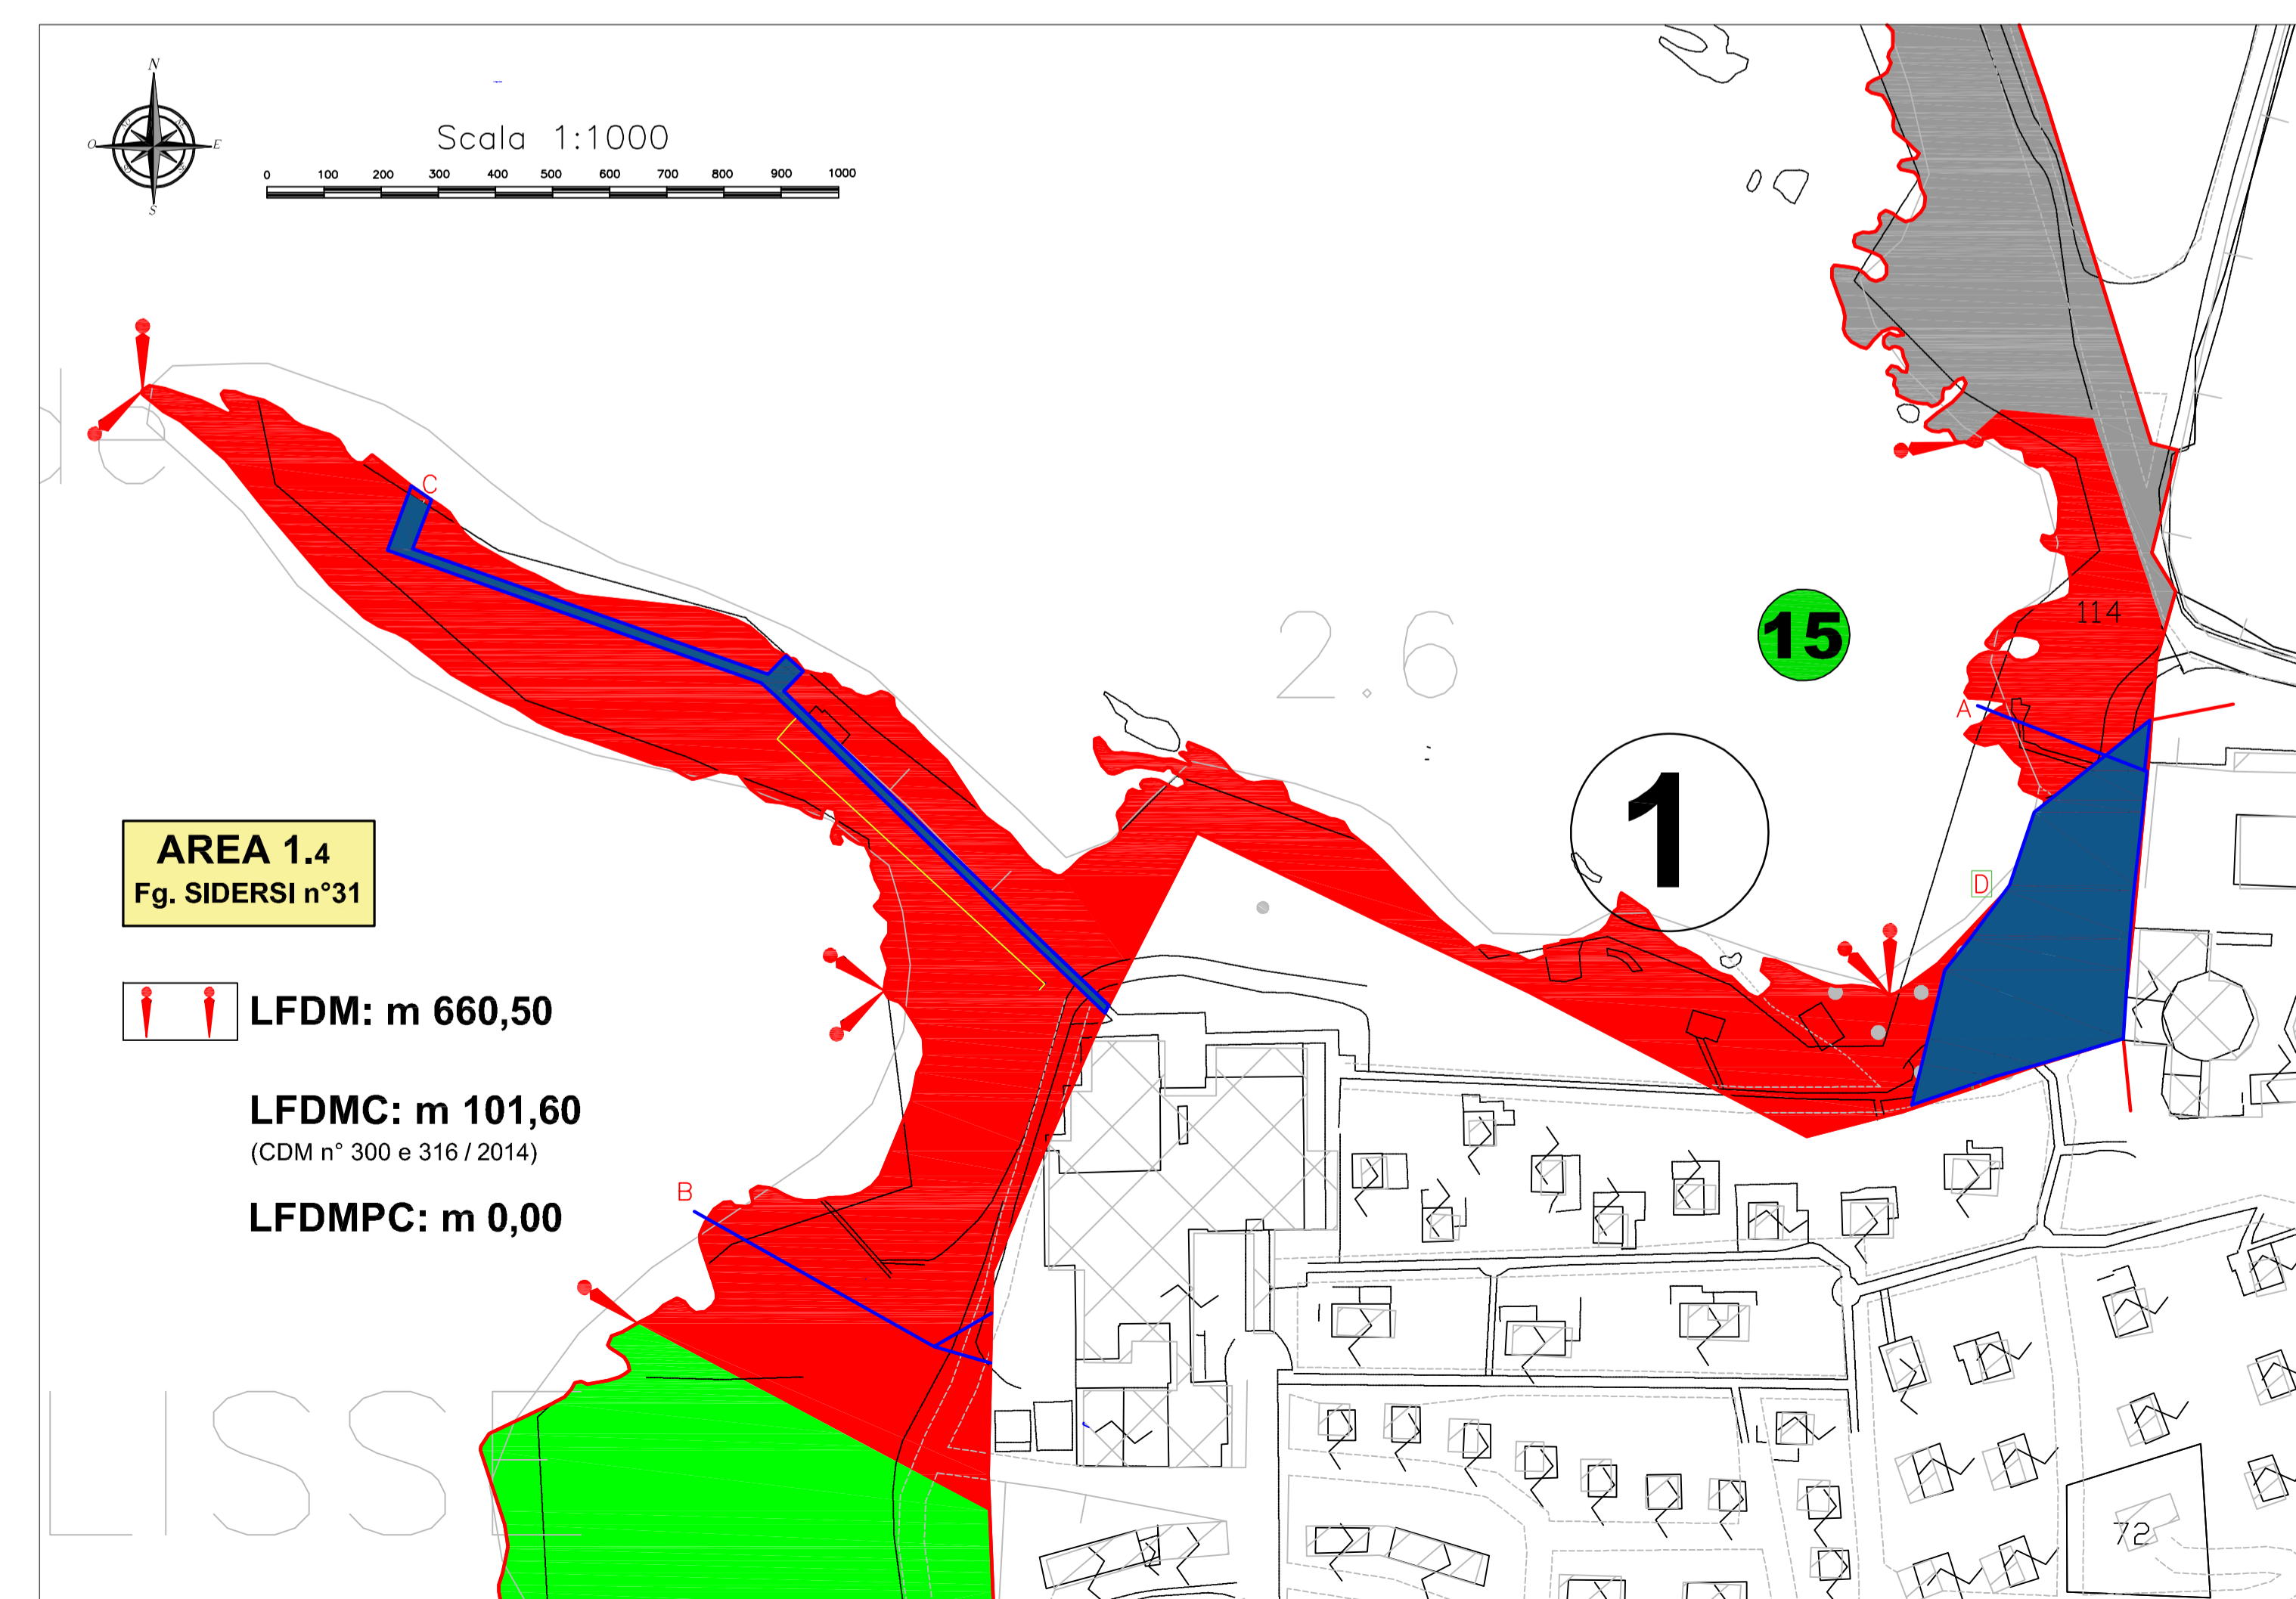 N
O E
S
Scala 1:1000
0 100 200 300 400 500 600 700 800 900 1000
de
C
2.6
15
114
A
1
D
AREA 1.4
Fg. SIDERSI n°31
LFDM: m 660,50
LFDMC: m 101,60
(CDM n° 300 e 316 / 2014)
LFDMPC: m 0,00
B
LISSE
72